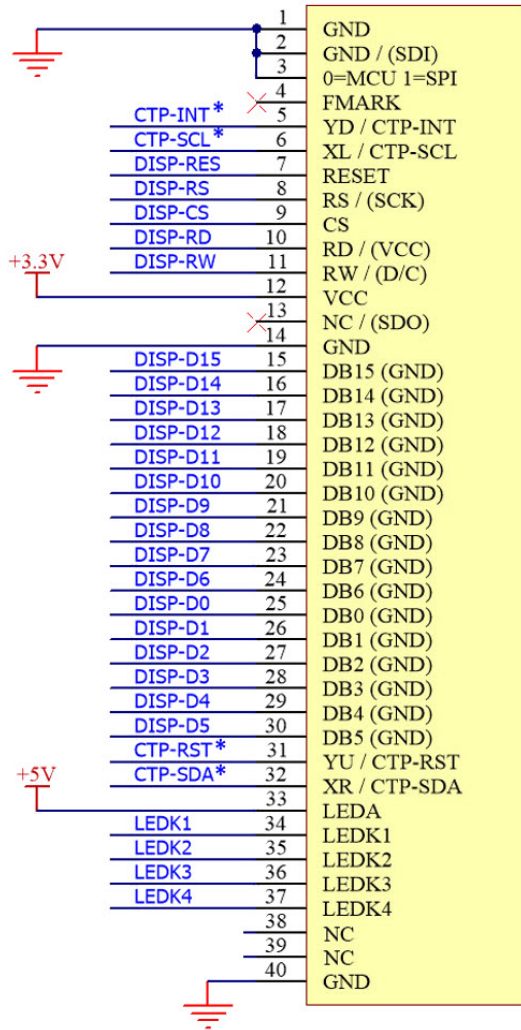 1 GND
2 GND / (SDI)
3 0=MCU 1=SPI
4 FMARK
CTP-INT* 5 YD / CTP-INT
CTP-SCL* 6 XL / CTP-SCL
DISP-RES 7 RESET
DISP-RS 8 RS / (SCK)
DISP-CS 9 CS
DISP-RD 10 RD / (VCC)
DISP-RW 11 RW / (D/C)
+3.3V 12 VCC
13 NC / (SDO)
14 GND
DISP-D15 15 DB15 (GND)
DISP-D14 16 DB14 (GND)
DISP-D13 17 DB13 (GND)
DISP-D12 18 DB12 (GND)
DISP-D11 19 DB11 (GND)
DISP-D10 20 DB10 (GND)
DISP-D9 21 DB9 (GND)
DISP-D8 22 DB8 (GND)
DISP-D7 23 DB7 (GND)
DISP-D6 24 DB6 (GND)
DISP-D0 25 DB0 (GND)
DISP-D1 26 DB1 (GND)
DISP-D2 27 DB2 (GND)
DISP-D3 28 DB3 (GND)
DISP-D4 29 DB4 (GND)
DISP-D5 30 DB5 (GND)
CTP-RST* 31 YU / CTP-RST
CTP-SDA* 32 XR / CTP-SDA
+5V 33 LEDA
LEDK1 34 LEDK1
LEDK2 35 LEDK2
LEDK3 36 LEDK3
LEDK4 37 LEDK4
38 NC
39 NC
40 GND